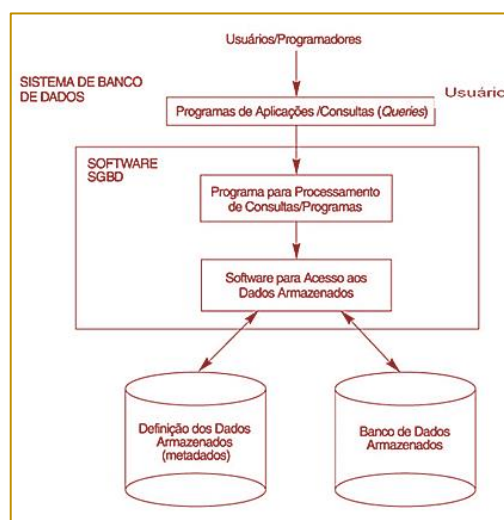 Usuários/Programadores
SISTEMA DE BANCO
DE DADOS
Usuário
Programas de Aplicações /Consultas (Queries)
SOFTWARE
SGBD
Programa para Processamento
de Consultas/Programas
Software para Acesso aos
Dados Armazenados
Definição dos Dados
Armazenados
(metadados)
Banco de Dados
Armazenados